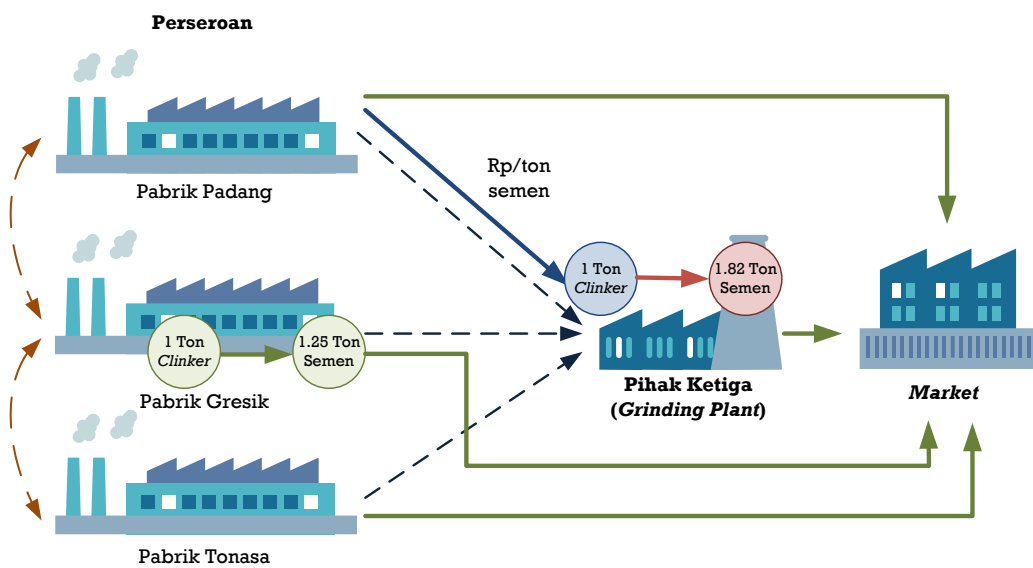 Perseroan
Pabrik Padang
Rp/ton
semen
1 Ton
Clinker
1.82 Ton
Semen
1 Ton
Clinker
1.25 Ton
Semen
Pabrik Gresik
Pihak Ketiga
(Grinding Plant)
Market
Pabrik Tonasa